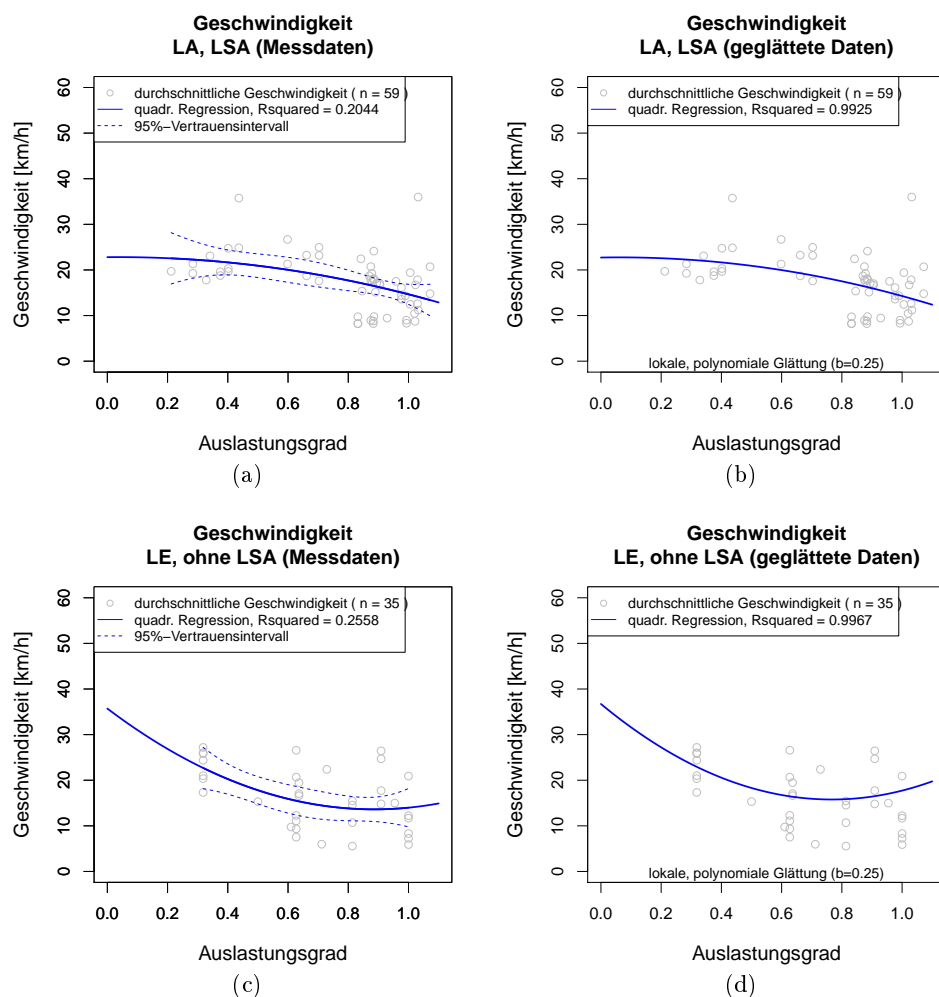 Geschwindigkeit
LA, LSA (Messdaten)
durchschnittliche Geschwindigkeit ( n = 59 )
quadr. Regression, Rsquared = 0.2044
95%−Vertrauensintervall
Geschwindigkeit [km/h]
60
50
40
30
20
10
0
0.0 0.2 0.4 0.6 0.8 1.0
Auslastungsgrad
(a)
Geschwindigkeit
LA, LSA (geglättete Daten)
durchschnittliche Geschwindigkeit ( n = 59 )
quadr. Regression, Rsquared = 0.9925
Geschwindigkeit [km/h]
60
50
40
30
20
10
0
lokale, polynomiale Glättung (b=0.25)
0.0 0.2 0.4 0.6 0.8 1.0
Auslastungsgrad
(b)
Geschwindigkeit
LE, ohne LSA (Messdaten)
durchschnittliche Geschwindigkeit ( n = 35 )
quadr. Regression, Rsquared = 0.2558
95%−Vertrauensintervall
Geschwindigkeit [km/h]
60
50
40
30
20
10
0
0.0 0.2 0.4 0.6 0.8 1.0
Auslastungsgrad
(c)
Geschwindigkeit
LE, ohne LSA (geglättete Daten)
durchschnittliche Geschwindigkeit ( n = 35 )
quadr. Regression, Rsquared = 0.9967
Geschwindigkeit [km/h]
60
50
40
30
20
10
0
lokale, polynomiale Glättung (b=0.25)
0.0 0.2 0.4 0.6 0.8 1.0
Auslastungsgrad
(d)